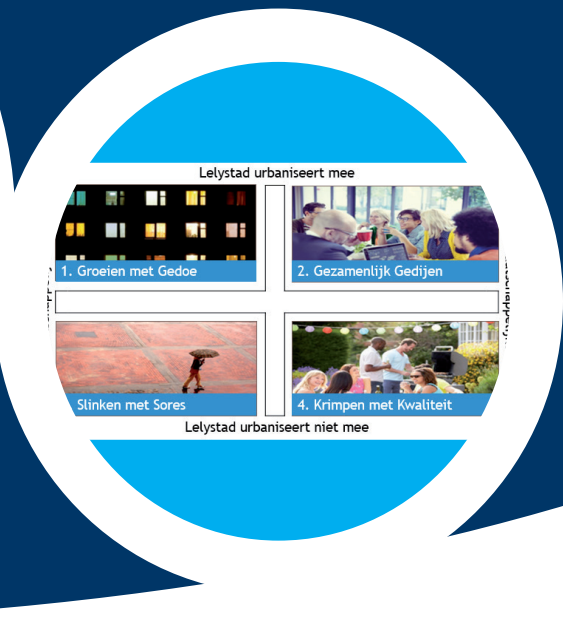 Lelystad urbaniseert mee
1. Groeien met Gedoe
2. Gezamenlijk Gedijen
Slinken met Sores
4. Krimpen met Kwaliteit
Lelystad urbaniseert niet mee